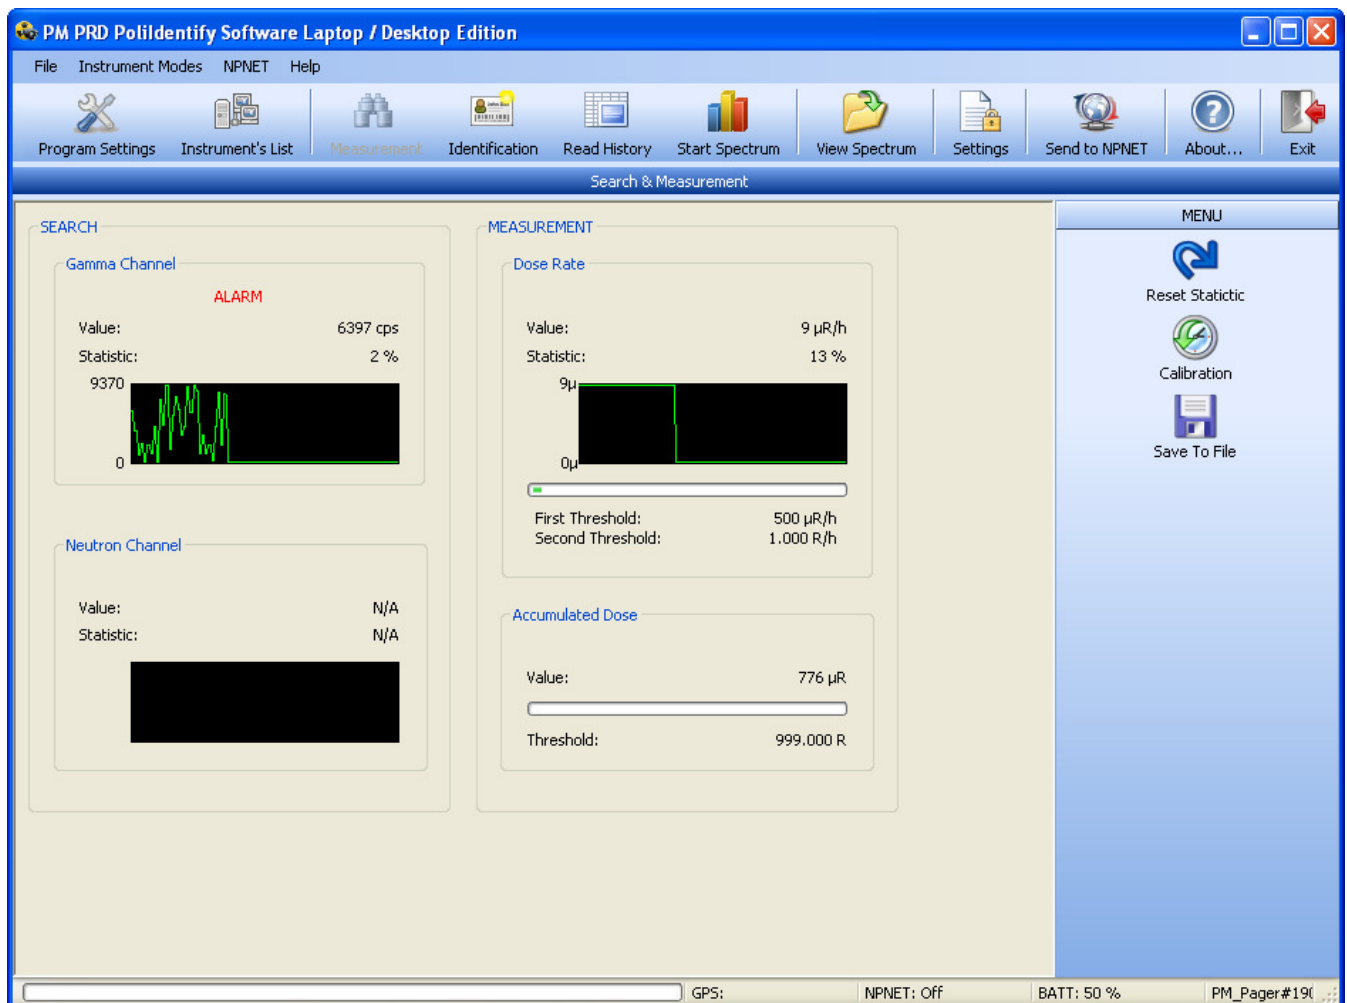 PM PRD PoliIdentify Software Laptop / Desktop Edition
File Instrument Modes NPNET Help
Program Settings Instrument's List Measurement Identification Read History Start Spectrum View Spectrum Settings Send to NPNET About... Exit
Search & Measurement
SEARCH
Gamma Channel
ALARM
Value: 6397 cps
Statistic: 2 %
9370
0
Neutron Channel
Value: N/A
Statistic: N/A
MEASUREMENT
Dose Rate
Value: 9 µR/h
Statistic: 13 %
9µ
0µ
First Threshold: 500 µR/h
Second Threshold: 1.000 R/h
Accumulated Dose
Value: 776 µR
Threshold: 999.000 R
MENU
Reset Statictic
Calibration
Save To File
GPS: NPNET: Off BATT: 50 % PM_Pager#190